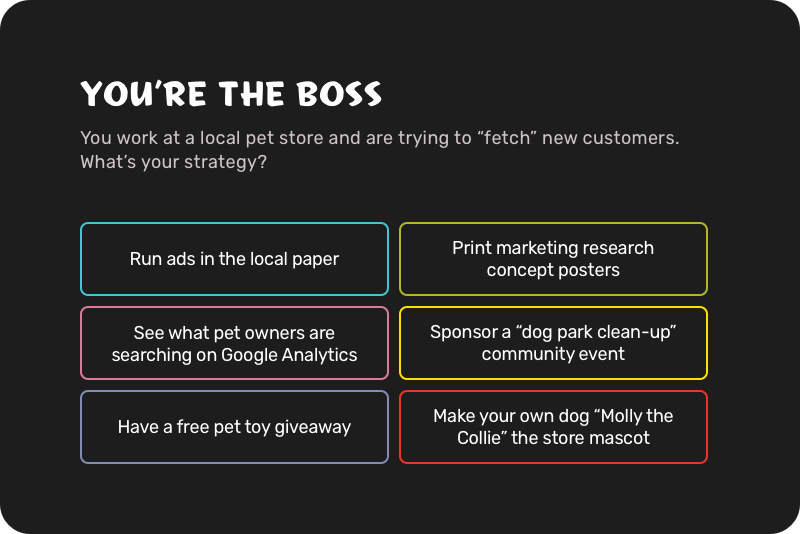 YOU'RE THE BOSS
You work at a local pet store and are trying to “fetch” new customers.
What's your strategy?
Run ads in the local paper
Print marketing research
concept posters
See what pet owners are
searching on Google Analytics
Sponsor a “dog park clean-up”
community event
Have a free pet toy giveaway
Make your own dog “Molly the
Collie” the store mascot